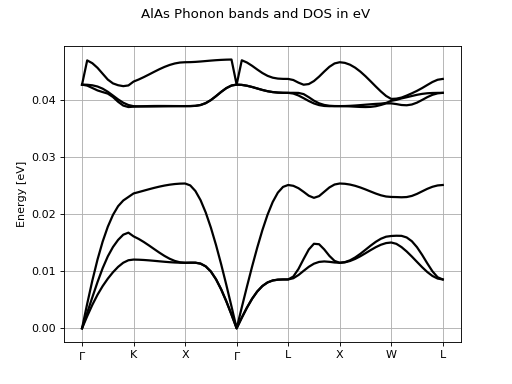 AlAs Phonon bands and DOS in eV
Energy [eV]
0.04
0.03
0.02
0.01
0.00
Γ K X Γ L X W L